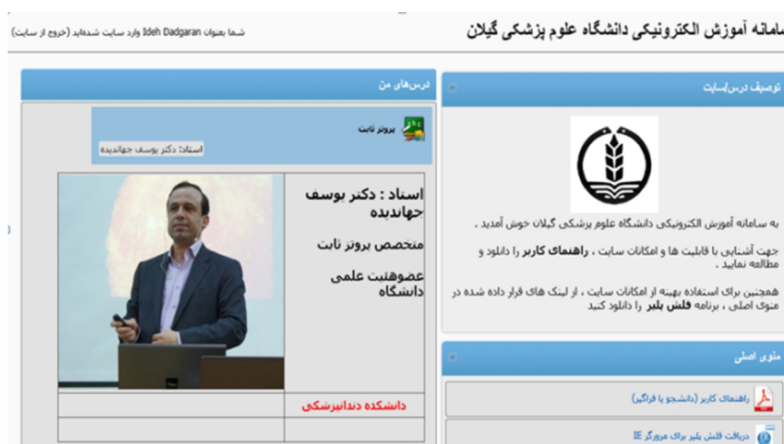 سامانه آموزش الکترونیکی دانشگاه علوم پزشکی گیلان
شما بعنوان Ideh Dadgaran وارد سایت شده‌اید (خروج از سایت)
توصیف درس/سایت
به سامانه آموزش الکترونیکی دانشگاه علوم پزشکی گیلان خوش آمدید .
جهت آشنایی با قابلیت ها و امکانات سایت ، راهنمای کاربر را دانلود و
مطالعه نمایید .
همچنین برای استفاده بهینه از امکانات سایت ، از لینک های قرار داده شده در
منوی اصلی ، برنامه فلش پلیر را دانلود کنید
منوی اصلی
راهنمای کاربر (دانشجو یا فراگیر)
دریافت فلش پلیر برای مرورگر IE
درس‌های من
پروتز ثابت
استاد: دکتر یوسف جهاندیده
استاد : دکتر یوسف
جهاندیده
متخصص پروتز ثابت
عضوهئیت علمی
دانشگاه
دانشکده دندانپزشکی